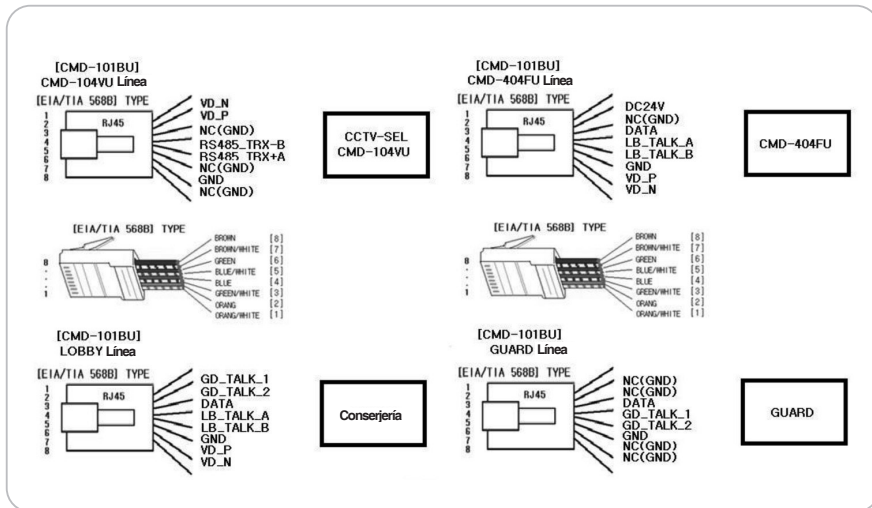 [CMD-101BU]
CMD-104VU Línea
[EIA/TIA 568B] TYPE
1
2
3
4
5
6
7
8
RJ45
VD_N
VD_P
NC(GND)
RS485_TRX-B
RS485_TRX+A
NC(GND)
GND
NC(GND)
CCTV-SEL
CMD-104VU
[CMD-101BU]
CMD-404FU Línea
[EIA/TIA 568B] TYPE
1
2
3
4
5
6
7
8
RJ45
DC24V
NC(GND)
DATA
LB_TALK_A
LB_TALK_B
GND
VD_P
VD_N
CMD-404FU
[EIA/TIA 568B] TYPE
8
.
.
1
BROWN [8]
BROWN/WHITE [7]
GREEN [6]
BLUE/WHITE [5]
BLUE [4]
GREEN/WHITE [3]
ORANG [2]
ORANG/WHITE [1]
[EIA/TIA 568B] TYPE
8
.
.
1
BROWN [8]
BROWN/WHITE [7]
GREEN [6]
BLUE/WHITE [5]
BLUE [4]
GREEN/WHITE [3]
ORANG [2]
ORANG/WHITE [1]
[CMD-101BU]
LOBBY Línea
[EIA/TIA 568B] TYPE
1
2
3
4
5
6
7
8
RJ45
GD_TALK_1
GD_TALK_2
DATA
LB_TALK_A
LB_TALK_B
GND
VD_P
VD_N
Conserjería
[CMD-101BU]
GUARD Línea
[EIA/TIA 568B] TYPE
1
2
3
4
5
6
7
8
RJ45
NC(GND)
NC(GND)
DATA
GD_TALK_1
GD_TALK_2
GND
NC(GND)
NC(GND)
GUARD